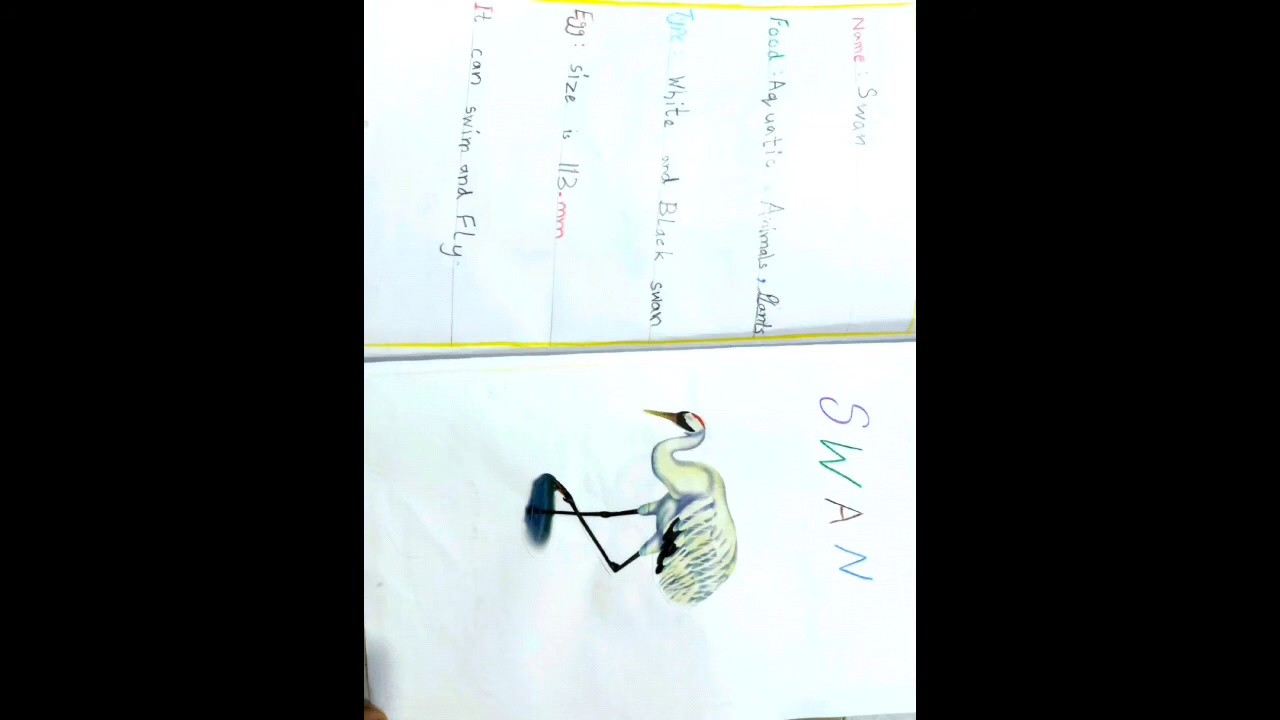 Name: Swan
Food: Aquatic, Animals, Plants
Type: White and BLack swan
Egg: size is 113-mm
It can swim and FLy.
SWAN